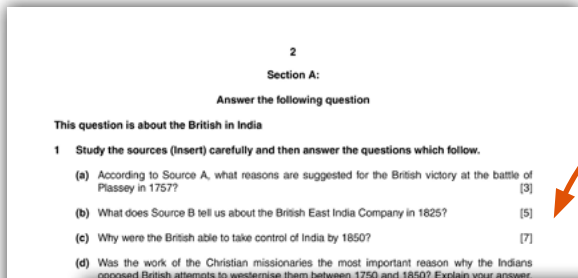 2
Section A:
Answer the following question
This question is about the British in India
1 Study the sources (Insert) carefully and then answer the questions which follow.
(a) According to Source A, what reasons are suggested for the British victory at the battle of
Plassey in 1757? [3]
(b) What does Source B tell us about the British East India Company in 1825? [5]
(c) Why were the British able to take control of India by 1850? [7]
(d) Was the work of the Christian missionaries the most important reason why the Indians
opposed British attempts to westernise them between 1750 and 1850? Explain your answer.